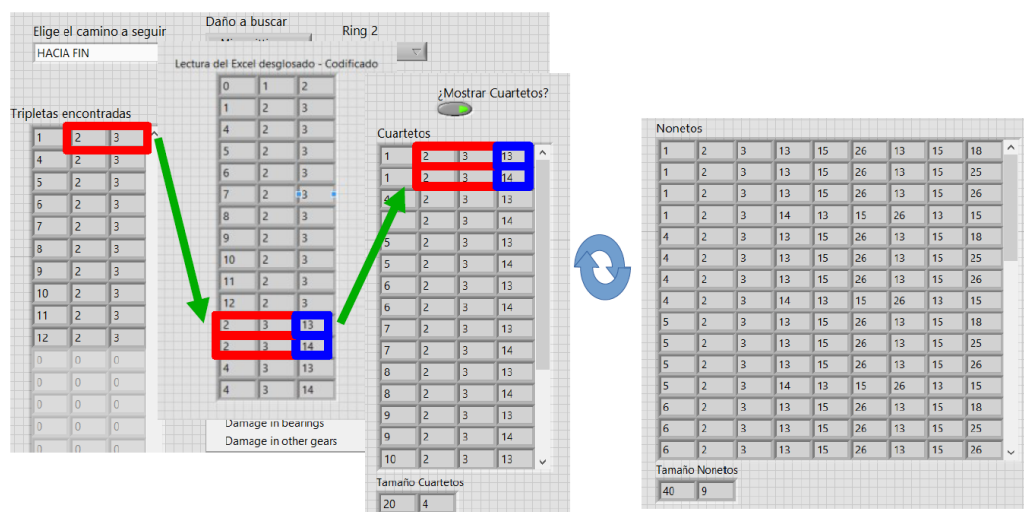 Elige el camino a seguir
HACIA FIN
Daño a buscar
Ring 2
Tripletas encontradas
1 2 3
4 2 3
5 2 3
6 2 3
7 2 3
8 2 3
9 2 3
10 2 3
11 2 3
12 2 3
0 0 0
0 0 0
0 0 0
0 0 0
0 0 0
Lectura del Excel desglosado - Codificado
0 1 2
1 2 3
4 2 3
5 2 3
6 2 3
7 2 3
8 2 3
9 2 3
10 2 3
11 2 3
12 2 3
2 3 13
2 3 14
4 3 13
4 3 14
Damage in bearings
Damage in other gears
¿Mostrar Cuartetos?
Cuartetos
1 2 3 13
1 2 3 14
4 2 3 13
2 3 14
5 2 3 13
5 2 3 14
6 2 3 13
6 2 3 14
7 2 3 13
7 2 3 14
8 2 3 13
8 2 3 14
9 2 3 13
9 2 3 14
10 2 3 13
Tamaño Cuartetos
20 4
Nonetos
1 2 3 13 15 26 13 15 18
1 2 3 13 15 26 13 15 25
1 2 3 13 15 26 13 15 26
1 2 3 14 13 15 26 13 15
4 2 3 13 15 26 13 15 18
4 2 3 13 15 26 13 15 25
4 2 3 13 15 26 13 15 26
4 2 3 14 13 15 26 13 15
5 2 3 13 15 26 13 15 18
5 2 3 13 15 26 13 15 25
5 2 3 13 15 26 13 15 26
5 2 3 14 13 15 26 13 15
6 2 3 13 15 26 13 15 18
6 2 3 13 15 26 13 15 25
6 2 3 13 15 26 13 15 26
Tamaño Nonetos
40 9